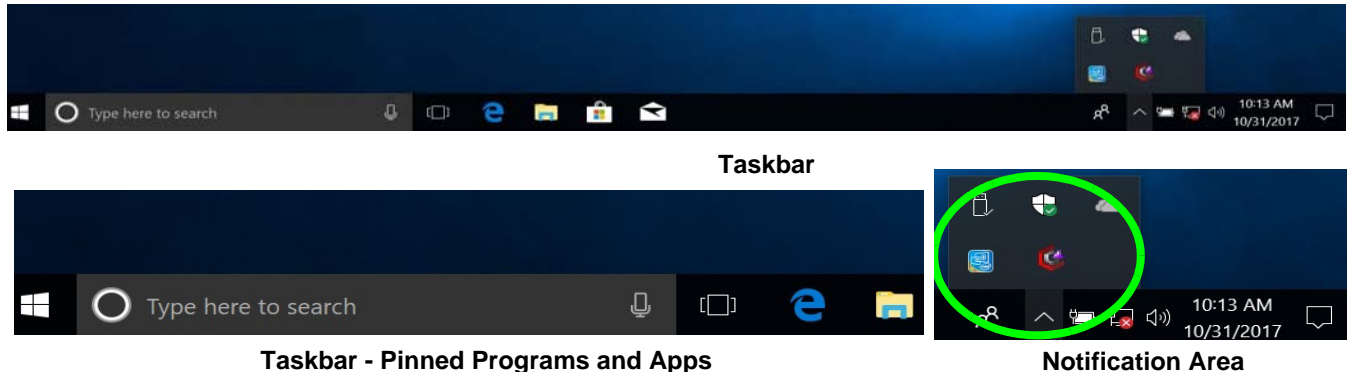 Type here to search
10:13 AM
10/31/2017
Taskbar
Type here to search
10:13 AM
10/31/2017
Taskbar - Pinned Programs and Apps
Notification Area